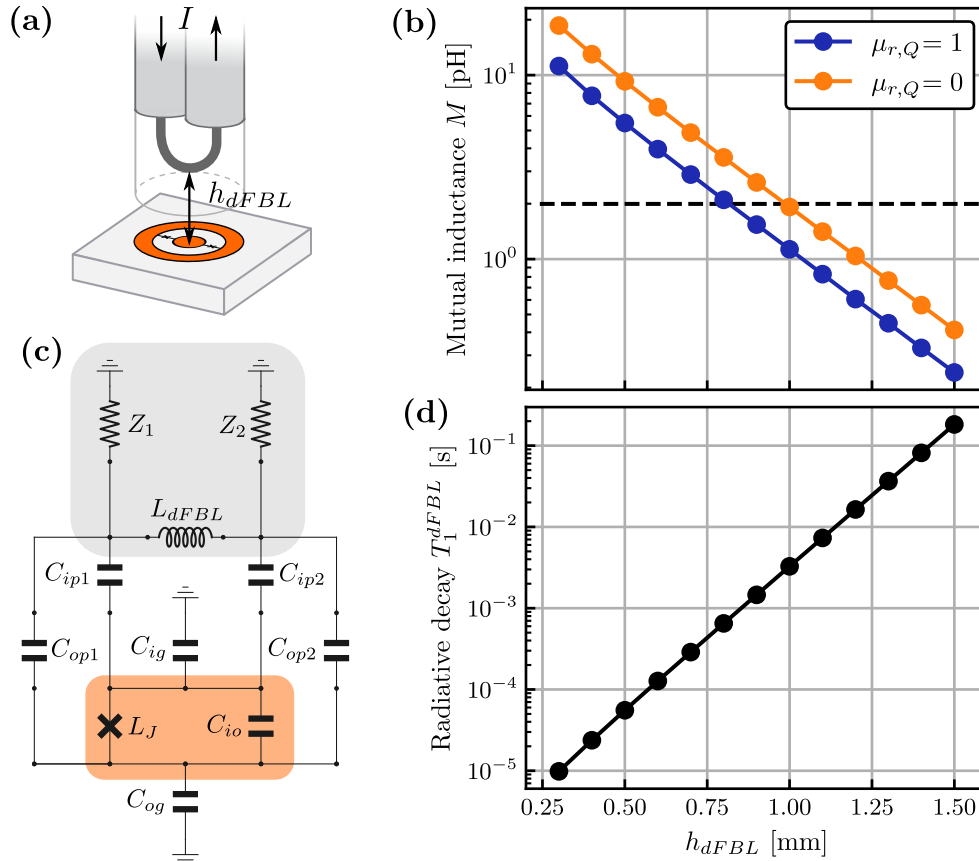 (a)
I
h_{dFBL}
(b)
Mutual inductance M [pH]
10^1
10^0
μ_{r,Q} = 1
μ_{r,Q} = 0
(c)
Z_1
Z_2
L_{dFBL}
C_{ip1}
C_{ip2}
C_{op1}
C_{ig}
C_{op2}
L_J
C_{io}
C_{og}
(d)
Radiative decay T_1^{dFBL} [s]
10^{-1}
10^{-2}
10^{-3}
10^{-4}
10^{-5}
0.25 0.50 0.75 1.00 1.25 1.50
h_{dFBL} [mm]